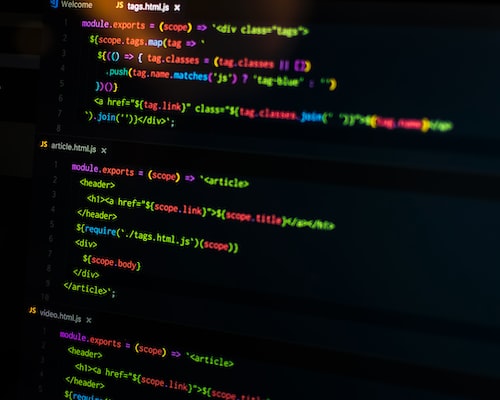 Welcome JS tags.html.js ×
1 module.exports = (scope) => `<div class="tags">
2 ${scope.tags.map(tag => `
3 ${(() => { tag.classes = (tag.classes || [])
4 .push(tag.name.matches('js') ? 'tag-blue' : '')
5 })()}
6 <a href="${tag.link}" class="${tag.classes.join(' ')}">${tag.name}</a>
7 `).join('')}</div>`;
8
JS article.html.js ×
1 module.exports = (scope) => `<article>
2 <header>
3 <h1><a href="${scope.link}">${scope.title}</a></h1>
4 </header>
5 ${require('./tags.html.js')(scope)}
6 <div>
7 ${scope.body}
8 </div>
9 </article>`;
10
JS video.html.js ×
1 module.exports = (scope) => `<article>
2 <header>
3 <h1><a href="${scope.link}">${scope.title
4 </header>
5 ${require('./tags.html.js